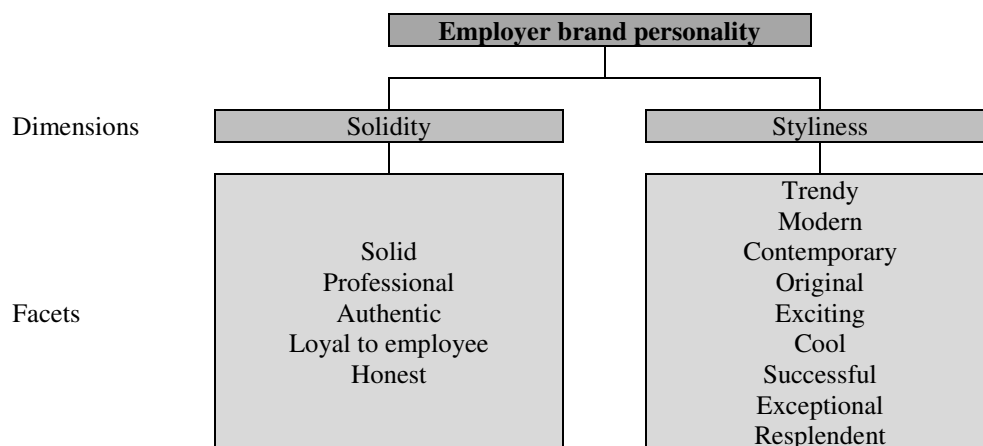 Employer brand personality
Dimensions
Solidity
Styliness
Facets
Solid
Professional
Authentic
Loyal to employee
Honest
Trendy
Modern
Contemporary
Original
Exciting
Cool
Successful
Exceptional
Resplendent